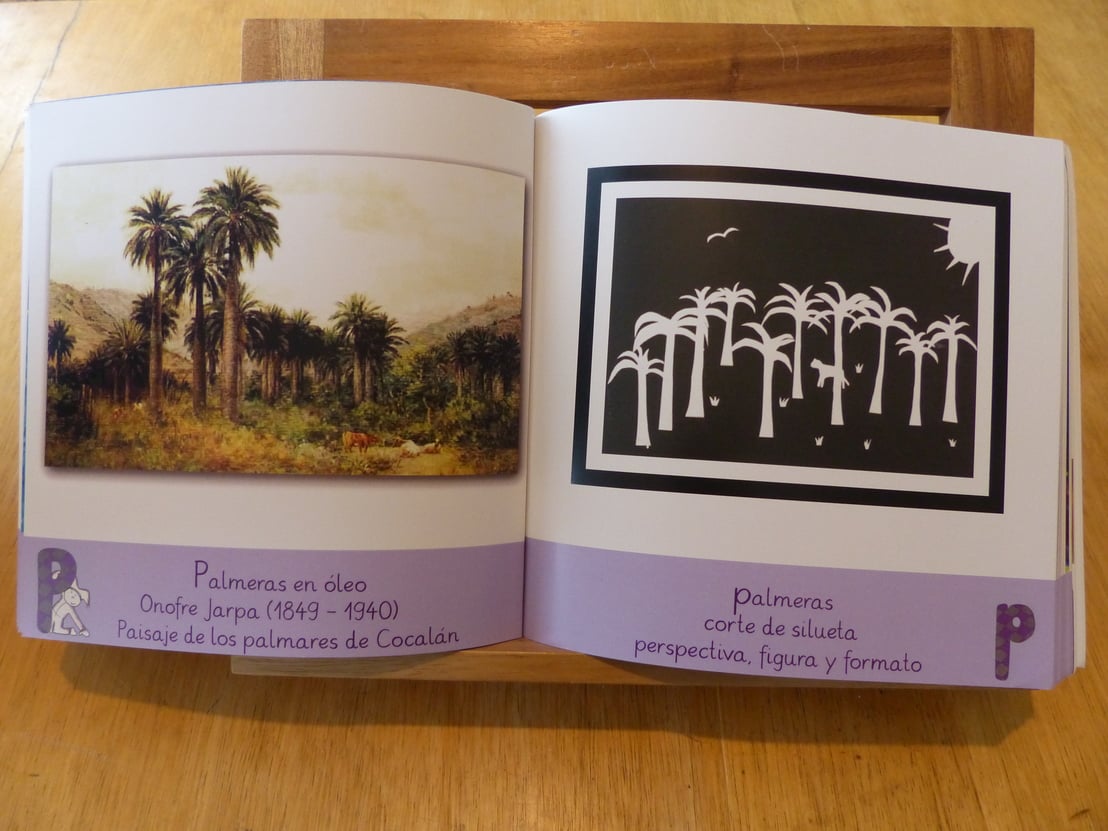 P
Palmeras en óleo
Onofre Jarpa (1849 – 1940)
Paisaje de los palmares de Cocalán
palmeras
corte de silueta
perspectiva, figura y formato
p